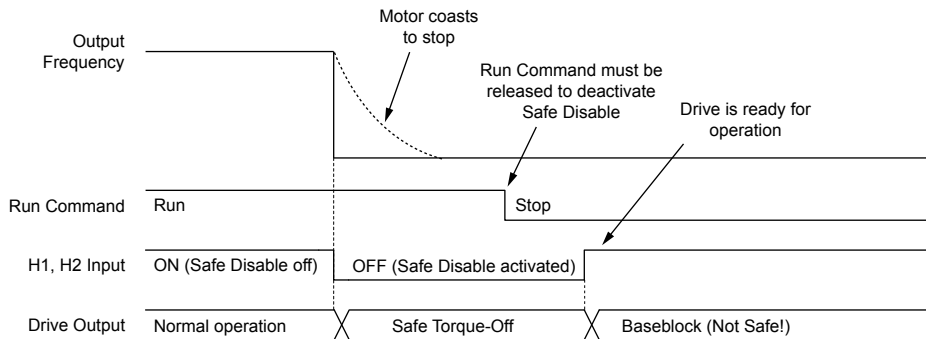 Motor coasts
to stop
Output
Frequency
Run Command must be
released to deactivate
Safe Disable
Drive is ready for
operation
Run Command
Run
Stop
H1, H2 Input
ON (Safe Disable off)
OFF (Safe Disable activated)
Drive Output
Normal operation
Safe Torque-Off
Baseblock (Not Safe!)